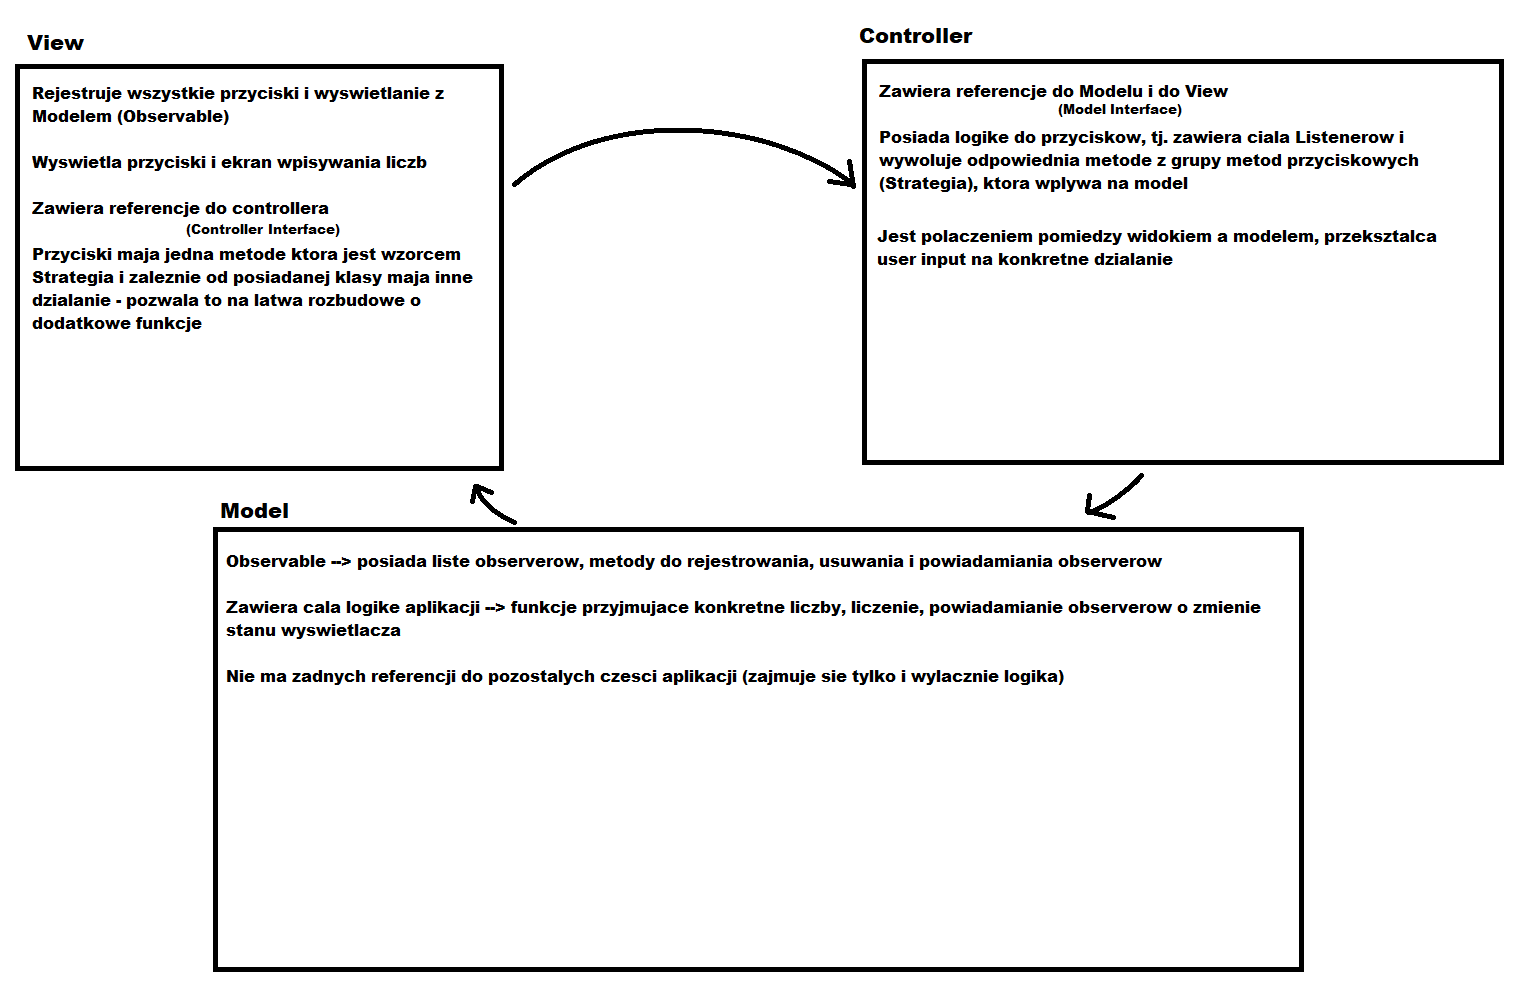 View
Rejestruje wszystkie przyciski i wyswietlanie z
Modelem (Observable)
Wyswietla przyciski i ekran wpisywania liczb
Zawiera referencje do controllera
(Controller Interface)
Przyciski maja jedna metode ktora jest wzorcem
Strategia i zaleznie od posiadanej klasy maja inne
dzialanie - pozwala to na latwa rozbudowe o
dodatkowe funkcje
Controller
Zawiera referencje do Modelu i do View
(Model Interface)
Posiada logike do przyciskow, tj. zawiera ciala Listenerow i
wywoluje odpowiednia metode z grupy metod przyciskowych
(Strategia), ktora wplywa na model
Jest polaczeniem pomiedzy widokiem a modelem, przeksztalca
user input na konkretne dzialanie
Model
Observable --> posiada liste observerow, metody do rejestrowania, usuwania i powiadamiania observerow
Zawiera cala logike aplikacji --> funkcje przyjmujace konkretne liczby, liczenie, powiadamianie observerow o zmienie
stanu wyswietlacza
Nie ma zadnych referencji do pozostalych czesci aplikacji (zajmuje sie tylko i wylacznie logika)